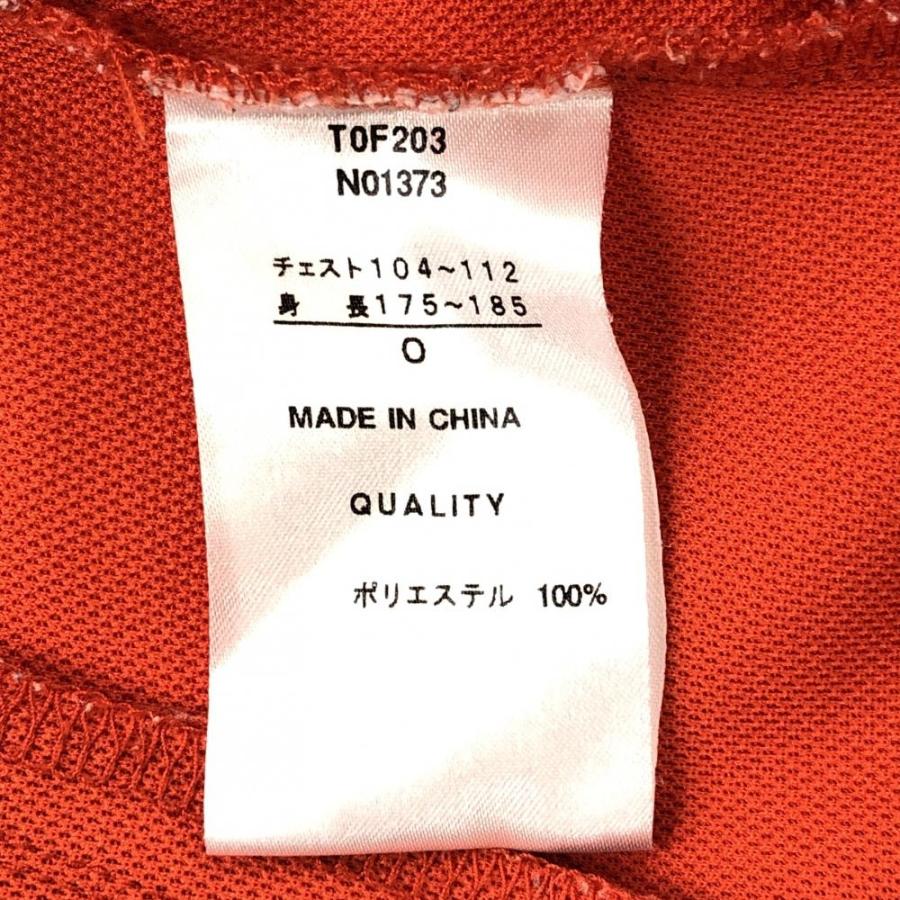 T0F203
N01373
チェスト104~112
身　長175~185
O
MADE IN CHINA
QUALITY
ポリエステル 100%